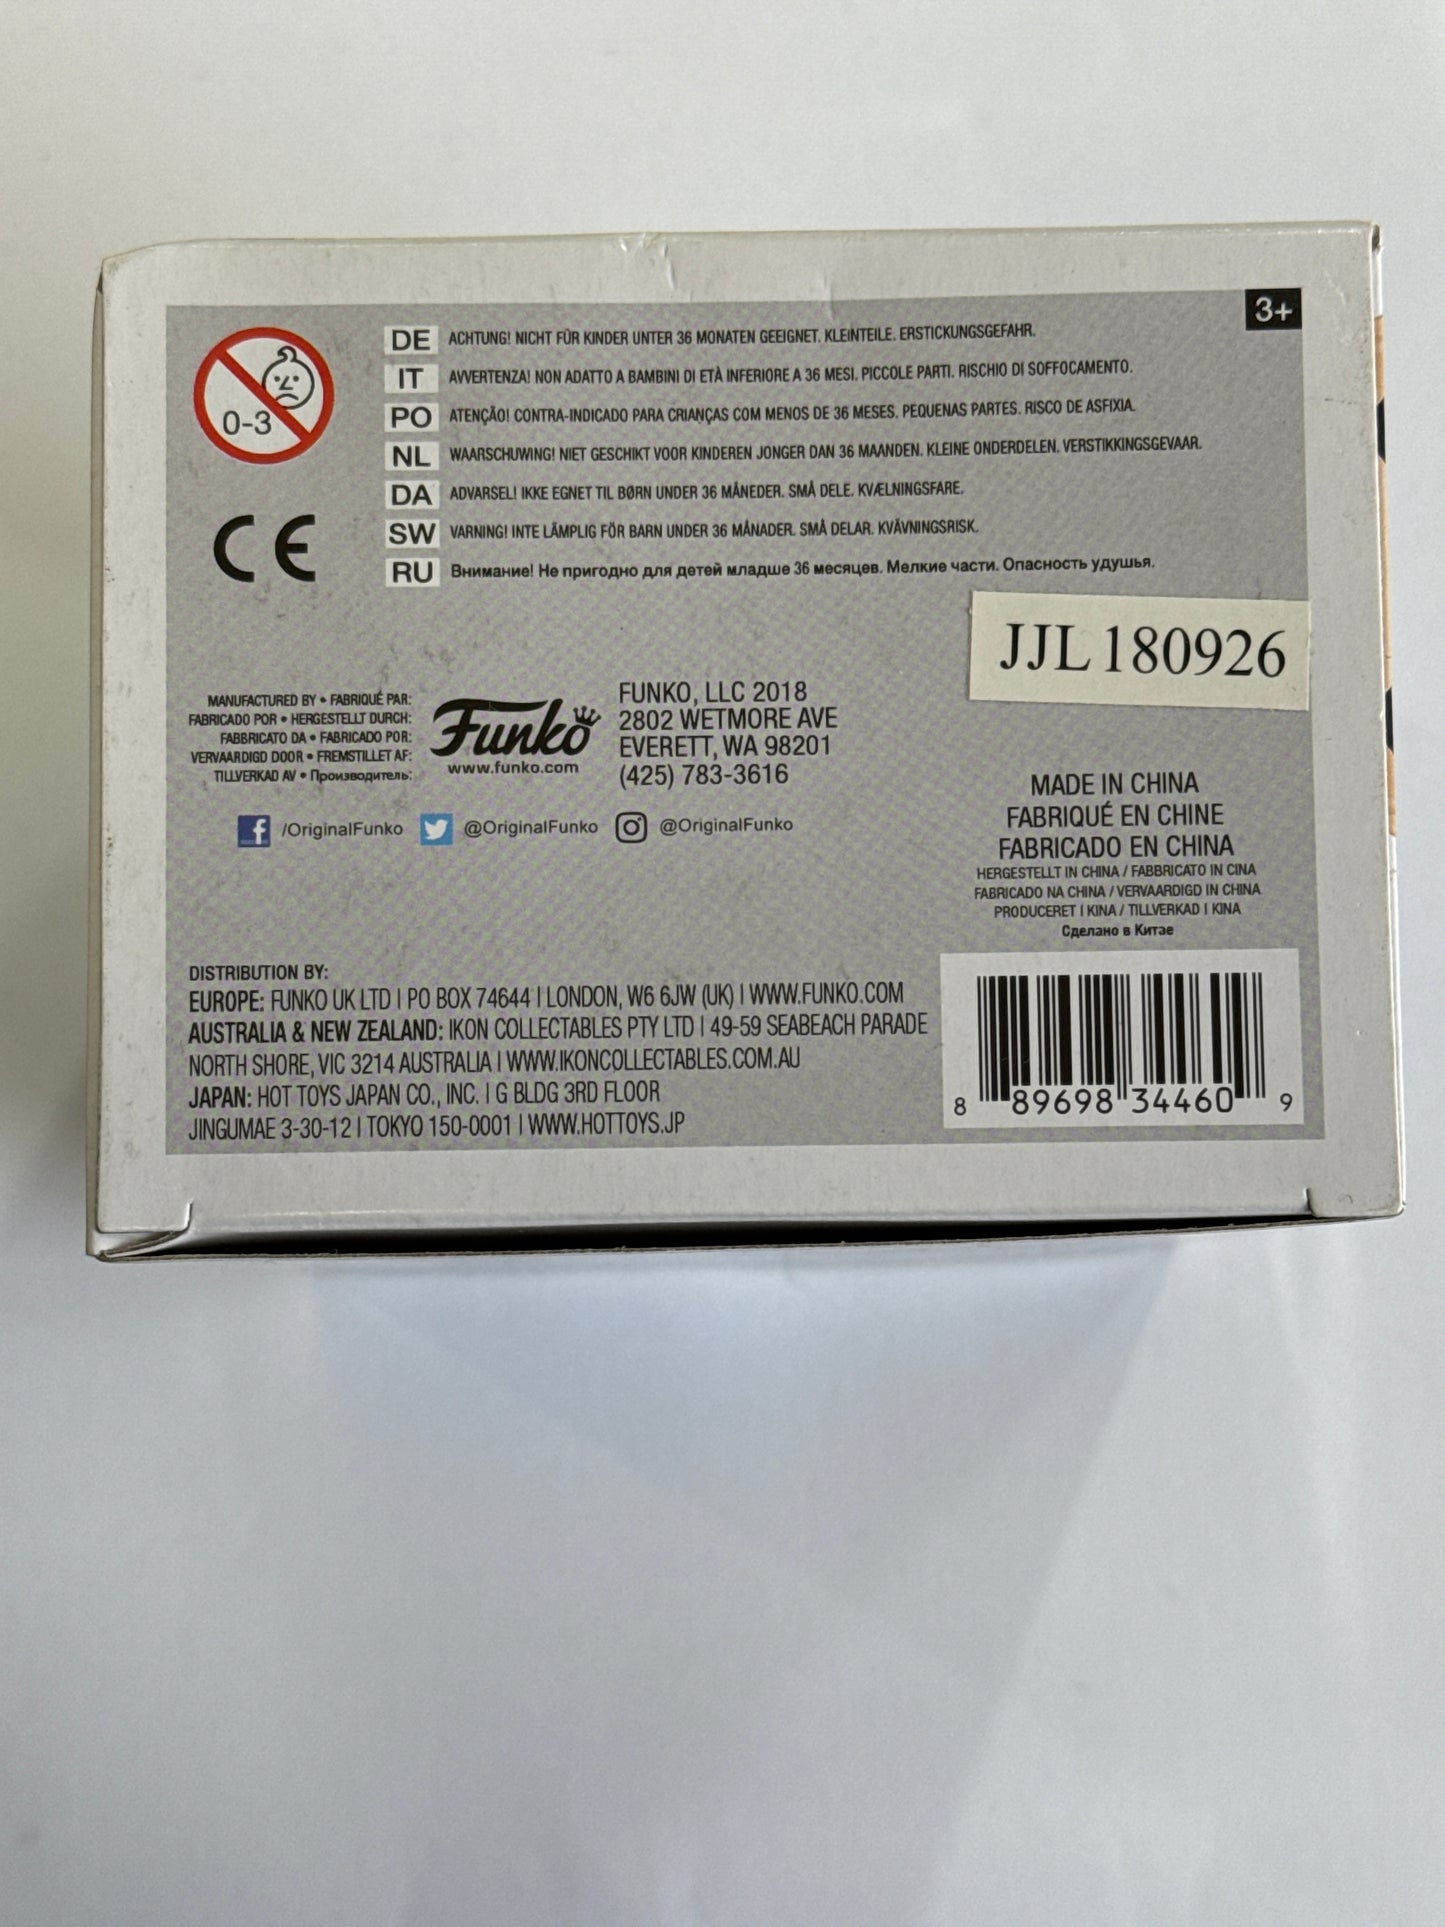 3+
0-3
DE ACHTUNG! NICHT FÜR KINDER UNTER 36 MONATEN GEEIGNET. KLEINTEILE. ERSTICKUNGSGEFAHR.
IT AVVERTENZA! NON ADATTO A BAMBINI DI ETÀ INFERIORE A 36 MESI. PICCOLE PARTI. RISCHIO DI SOFFOCAMENTO.
PO ATENÇÃO! CONTRA-INDICADO PARA CRIANÇAS COM MENOS DE 36 MESES. PEQUENAS PARTES. RISCO DE ASFIXIA.
NL WAARSCHUWING! NIET GESCHIKT VOOR KINDEREN JONGER DAN 36 MAANDEN. KLEINE ONDERDELEN. VERSTIKKINGSGEVAAR.
DA ADVARSEL! IKKE EGNET TIL BØRN UNDER 36 MÅNEDER. SMÅ DELE. KVÆLNINGSFARE.
SW VARNING! INTE LÄMPLIG FÖR BARN UNDER 36 MÅNADER. SMÅ DELAR. KVÄVNINGSRISK.
RU Внимание! Не пригодно для детей младше 36 месяцев. Мелкие части. Опасность удушья.
CE
JJL 180926
MANUFACTURED BY • FABRIQUÉ PAR:
FABRICADO POR • HERGESTELLT DURCH:
FABBRICATO DA • FABRICADO POR:
VERVAARDIGD DOOR • FREMSTILLET AF:
TILLVERKAD AV • Производитель:
Funko
www.funko.com
FUNKO, LLC 2018
2802 WETMORE AVE
EVERETT, WA 98201
(425) 783-3616
/OriginalFunko @OriginalFunko @OriginalFunko
MADE IN CHINA
FABRIQUÉ EN CHINE
FABRICADO EN CHINA
HERGESTELLT IN CHINA / FABBRICATO IN CINA
FABRICADO NA CHINA / VERVAARDIGD IN CHINA
PRODUCERET I KINA / TILLVERKAD I KINA
Сделано в Китае
DISTRIBUTION BY:
EUROPE: FUNKO UK LTD | PO BOX 74644 | LONDON, W6 6JW (UK) | WWW.FUNKO.COM
AUSTRALIA & NEW ZEALAND: IKON COLLECTABLES PTY LTD | 49-59 SEABEACH PARADE
NORTH SHORE, VIC 3214 AUSTRALIA | WWW.IKONCOLLECTABLES.COM.AU
JAPAN: HOT TOYS JAPAN CO., INC. | G BLDG 3RD FLOOR
JINGUMAE 3-30-12 | TOKYO 150-0001 | WWW.HOTTOYS.JP
8 89698 34460 9